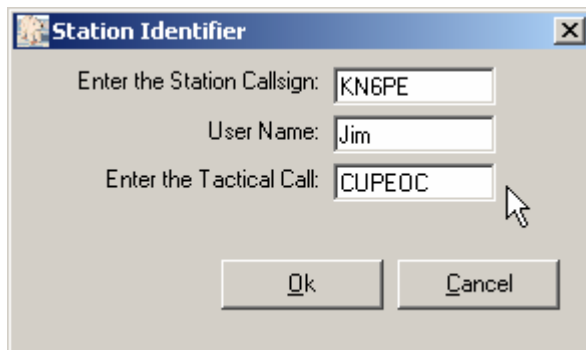 Station Identifier
Enter the Station Callsign: KN6PE
User Name: Jim
Enter the Tactical Call: CUPEOC
Ok Cancel